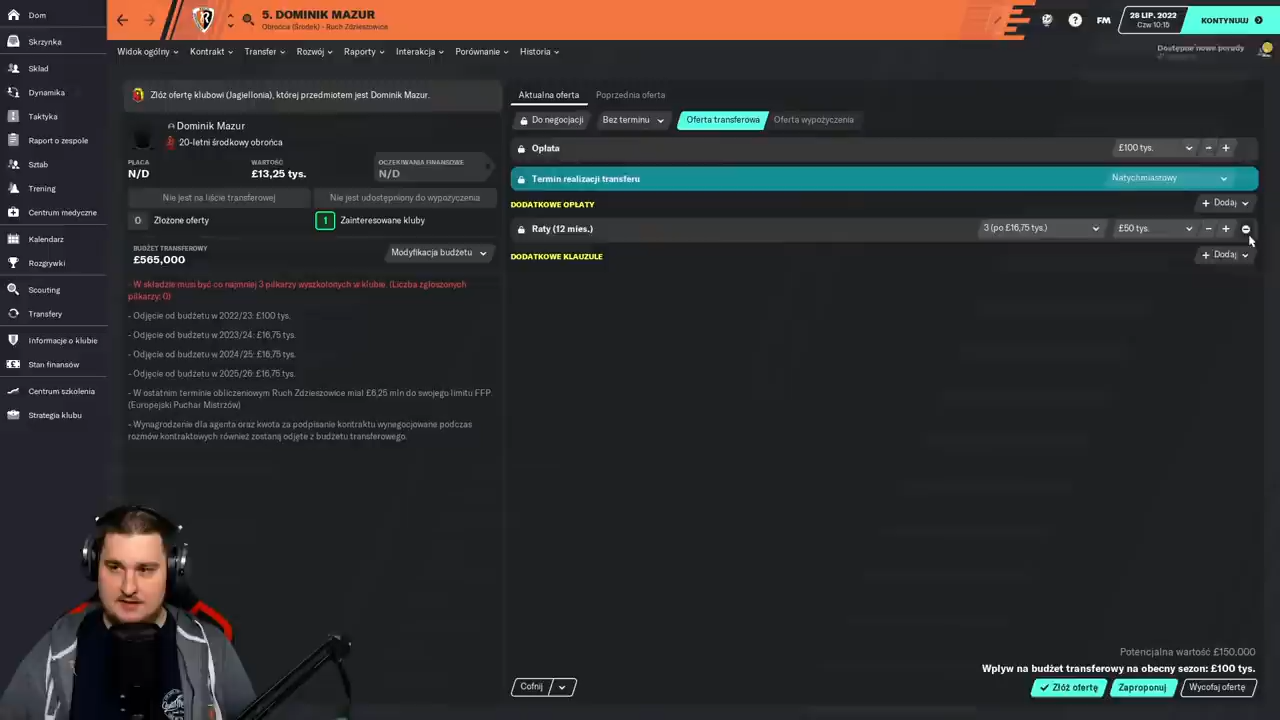 Dom
Skrzynka
Skład
Dynamika
Taktyka
Raport o zespole
Sztab
Trening
Centrum medyczne
Kalendarz
Rozgrywki
Scouting
Transfery
Informacje o klubie
Stan finansów
Centrum szkolenia
Strategia klubu
5. DOMINIK MAZUR
Obrońca (Środek) - Ruch Zdzieszowice
FM
28 LIP. 2022
Czw 10:15
KONTYNUUJ
Widok ogólny
Kontrakt
Transfer
Rozwój
Raporty
Interakcja
Porównanie
Historia
Dostępne nowe porady
Złóż ofertę klubowi (Jagiellonia), której przedmiotem jest Dominik Mazur.
Dominik Mazur
20-letni środkowy obrońca
PŁACA
N/D
WARTOŚĆ
£13,25 tys.
OCZEKIWANIA FINANSOWE
N/D
Nie jest na liście transferowej
Nie jest udostępniony do wypożyczenia
0 Złożone oferty
1 Zainteresowane kluby
BUDŻET TRANSFEROWY
£565,000
Modyfikacja budżetu
- W składzie musi być co najmniej 3 piłkarzy wyszkolonych w klubie. (Liczba zgłoszonych
piłkarzy: 0)
- Odjęcie od budżetu w 2022/23: £100 tys.
- Odjęcie od budżetu w 2023/24: £16,75 tys.
- Odjęcie od budżetu w 2024/25: £16,75 tys.
- Odjęcie od budżetu w 2025/26: £16,75 tys.
- W ostatnim terminie obliczeniowym Ruch Zdzieszowice miał £6,25 mln do swojego limitu FFP.
(Europejski Puchar Mistrzów)
- Wynagrodzenie dla agenta oraz kwota za podpisanie kontraktu wynegocjowane podczas
rozmów kontraktowych również zostaną odjęte z budżetu transferowego.
Aktualna oferta
Poprzednia oferta
Do negocjacji
Bez terminu
Oferta transferowa
Oferta wypożyczenia
Opłata
£100 tys.
Termin realizacji transferu
Natychmiastowy
DODATKOWE OPŁATY
+ Dodaj
Raty (12 mies.)
3 (po £16,75 tys.)
£50 tys.
DODATKOWE KLAUZULE
+ Dodaj
Potencjalna wartość £150,000
Wpływ na budżet transferowy na obecny sezon: £100 tys.
Cofnij
Złóż ofertę
Zaproponuj
Wycofaj ofertę